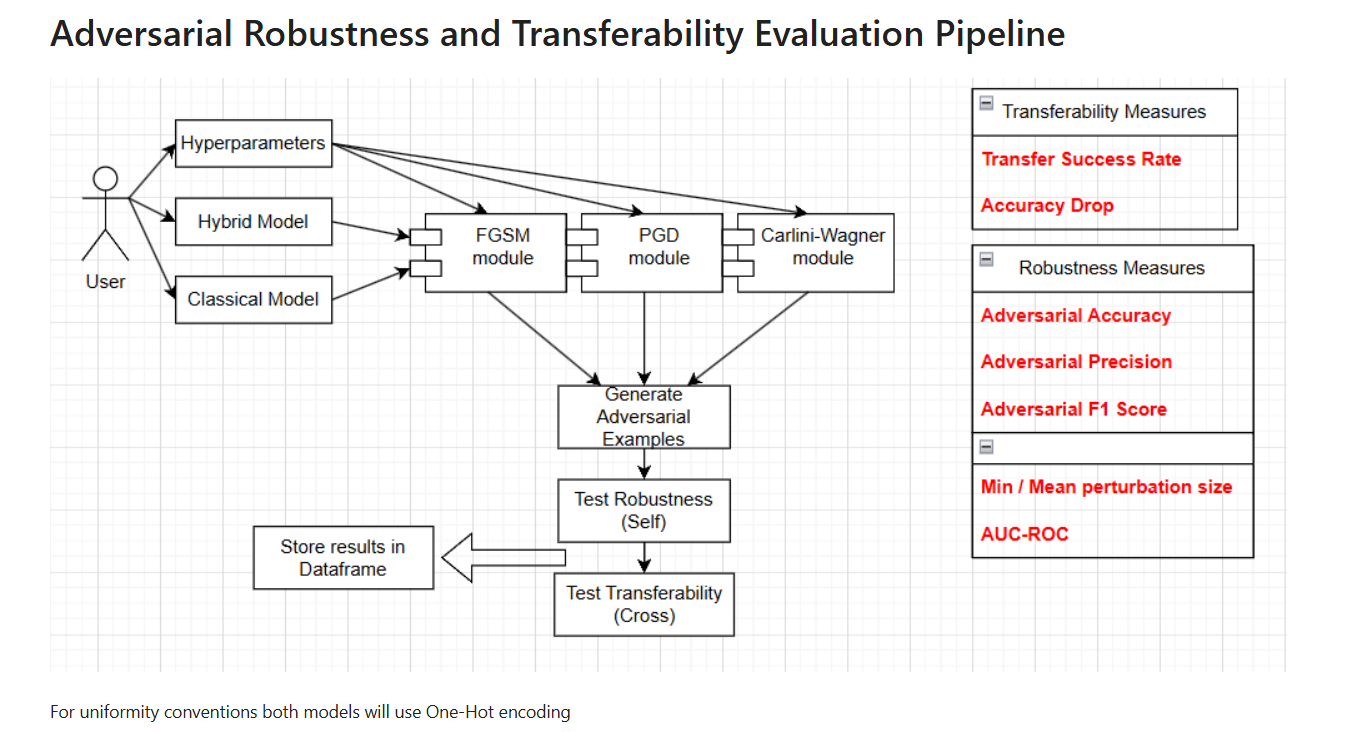 Adversarial Robustness and Transferability Evaluation Pipeline
Hyperparameters
Hybrid Model
Classical Model
User
FGSM
module
PGD
module
Carlini-Wagner
module
Generate
Adversarial
Examples
Test Robustness
(Self)
Test Transferability
(Cross)
Store results in
Dataframe
Transferability Measures
Transfer Success Rate
Accuracy Drop
Robustness Measures
Adversarial Accuracy
Adversarial Precision
Adversarial F1 Score
Min / Mean perturbation size
AUC-ROC
For uniformity conventions both models will use One-Hot encoding